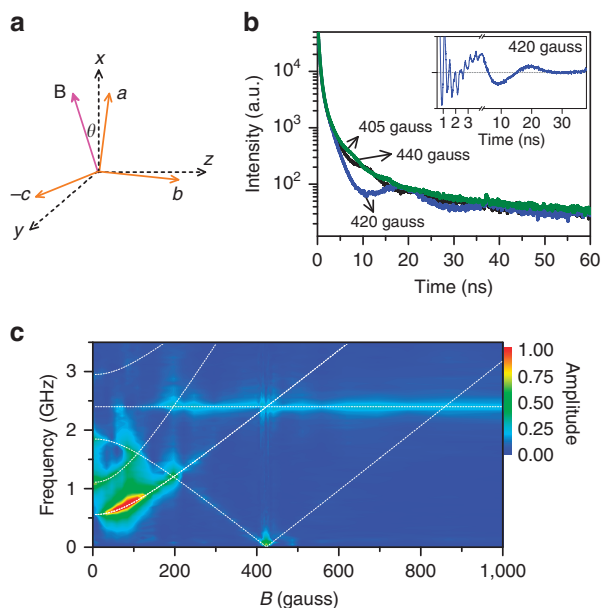 a
x
B
a
θ
z
b
–c
y
b
Intensity (a.u.)
10⁴
10³
10²
420 gauss
1 2 3 10 20 30
Time (ns)
405 gauss
440 gauss
420 gauss
0 10 20 30 40 50 60
Time (ns)
c
Frequency (GHz)
3
2
1
0
0 200 400 600 800 1,000
B (gauss)
1.00
0.75
0.50
0.25
0.00
Amplitude